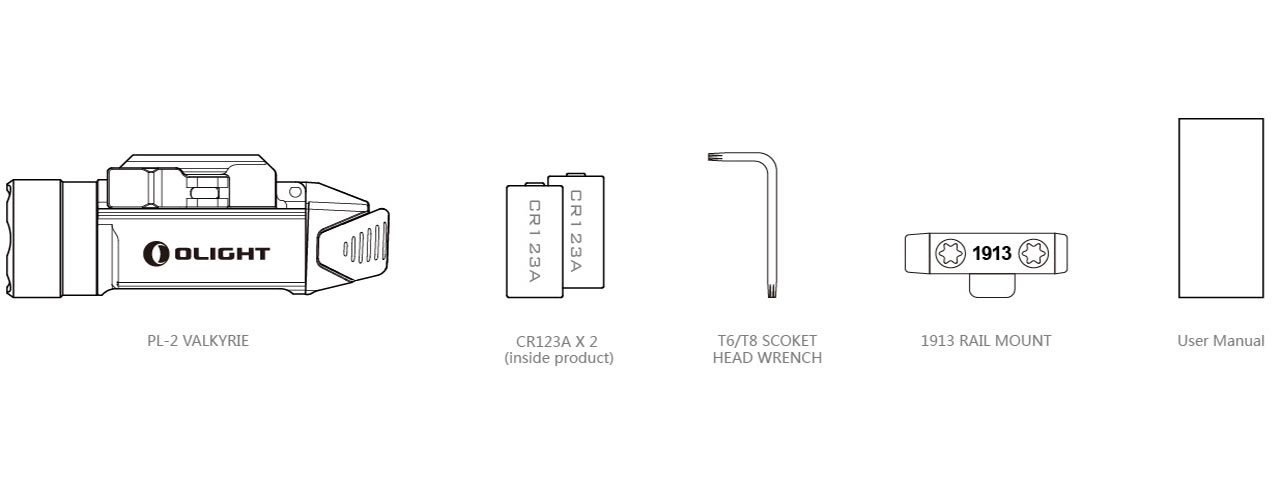 OLIGHT
CR123A
CR123A
1913
PL-2 VALKYRIE
CR123A X 2
(inside product)
T6/T8 SCOKET
HEAD WRENCH
1913 RAIL MOUNT
User Manual